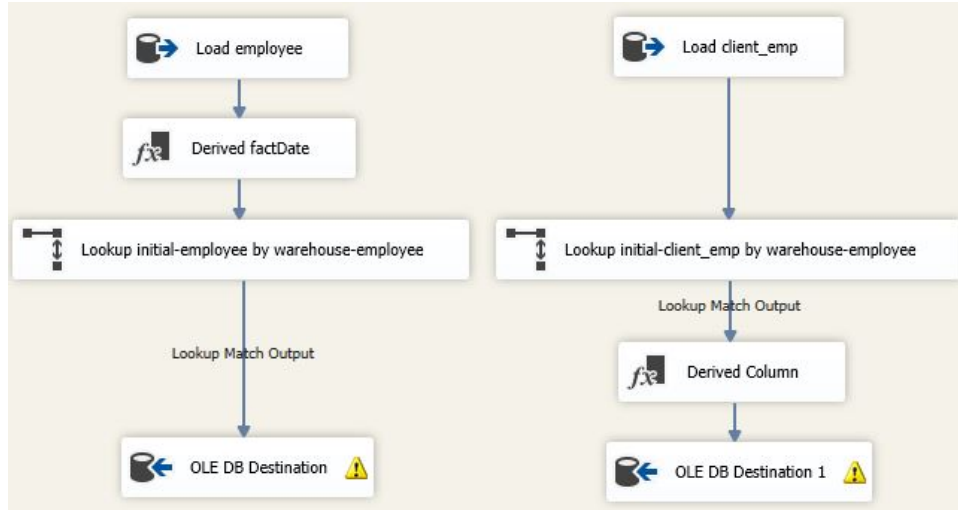 Load employee
Derived factDate
Lookup initial-employee by warehouse-employee
Lookup Match Output
OLE DB Destination
Load client_emp
Lookup initial-client_emp by warehouse-employee
Lookup Match Output
Derived Column
OLE DB Destination 1